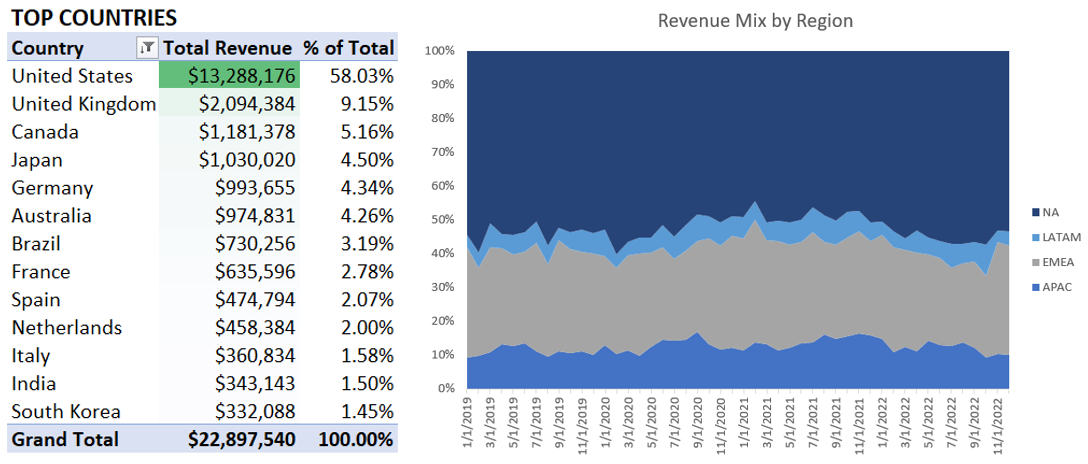 TOP COUNTRIES
Country Total Revenue % of Total
United States $13,288,176 58.03%
United Kingdom $2,094,384 9.15%
Canada $1,181,378 5.16%
Japan $1,030,020 4.50%
Germany $993,655 4.34%
Australia $974,831 4.26%
Brazil $730,256 3.19%
France $635,596 2.78%
Spain $474,794 2.07%
Netherlands $458,384 2.00%
Italy $360,834 1.58%
India $343,143 1.50%
South Korea $332,088 1.45%
Grand Total $22,897,540 100.00%
Revenue Mix by Region
100%
90%
80%
70%
60%
50%
40%
30%
20%
10%
0%
1/1/2019
3/1/2019
5/1/2019
7/1/2019
9/1/2019
11/1/2019
1/1/2020
3/1/2020
5/1/2020
7/1/2020
9/1/2020
11/1/2020
1/1/2021
3/1/2021
5/1/2021
7/1/2021
9/1/2021
11/1/2021
1/1/2022
3/1/2022
5/1/2022
7/1/2022
9/1/2022
11/1/2022
NA
LATAM
EMEA
APAC